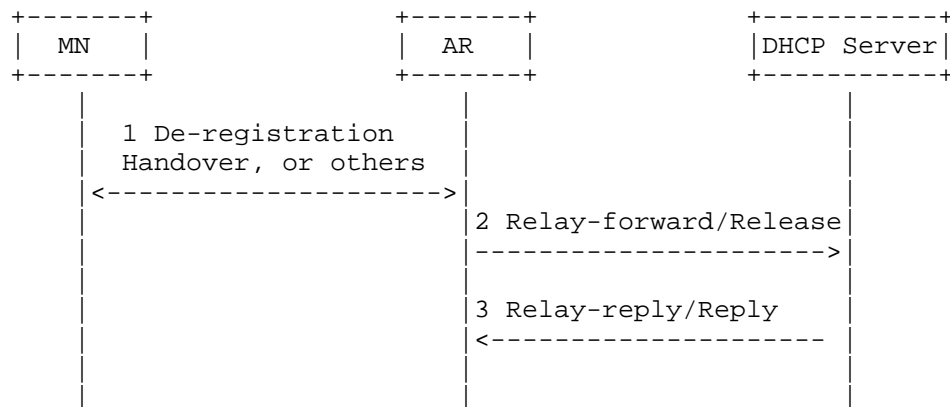 MN AR DHCP Server
1 De-registration
Handover, or others
2 Relay-forward/Release
3 Relay-reply/Reply